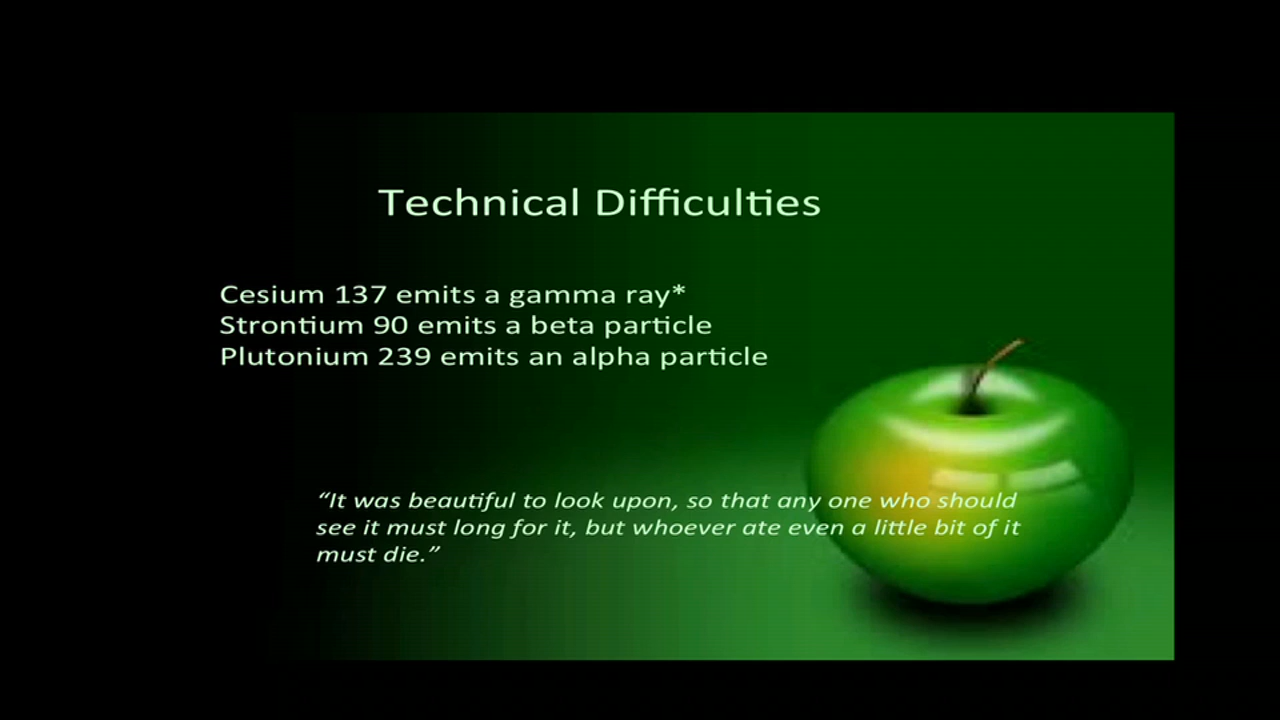 Technical Difficulties
Cesium 137 emits a gamma ray*
Strontium 90 emits a beta particle
Plutonium 239 emits an alpha particle
“It was beautiful to look upon, so that any one who should
see it must long for it, but whoever ate even a little bit of it
must die.”